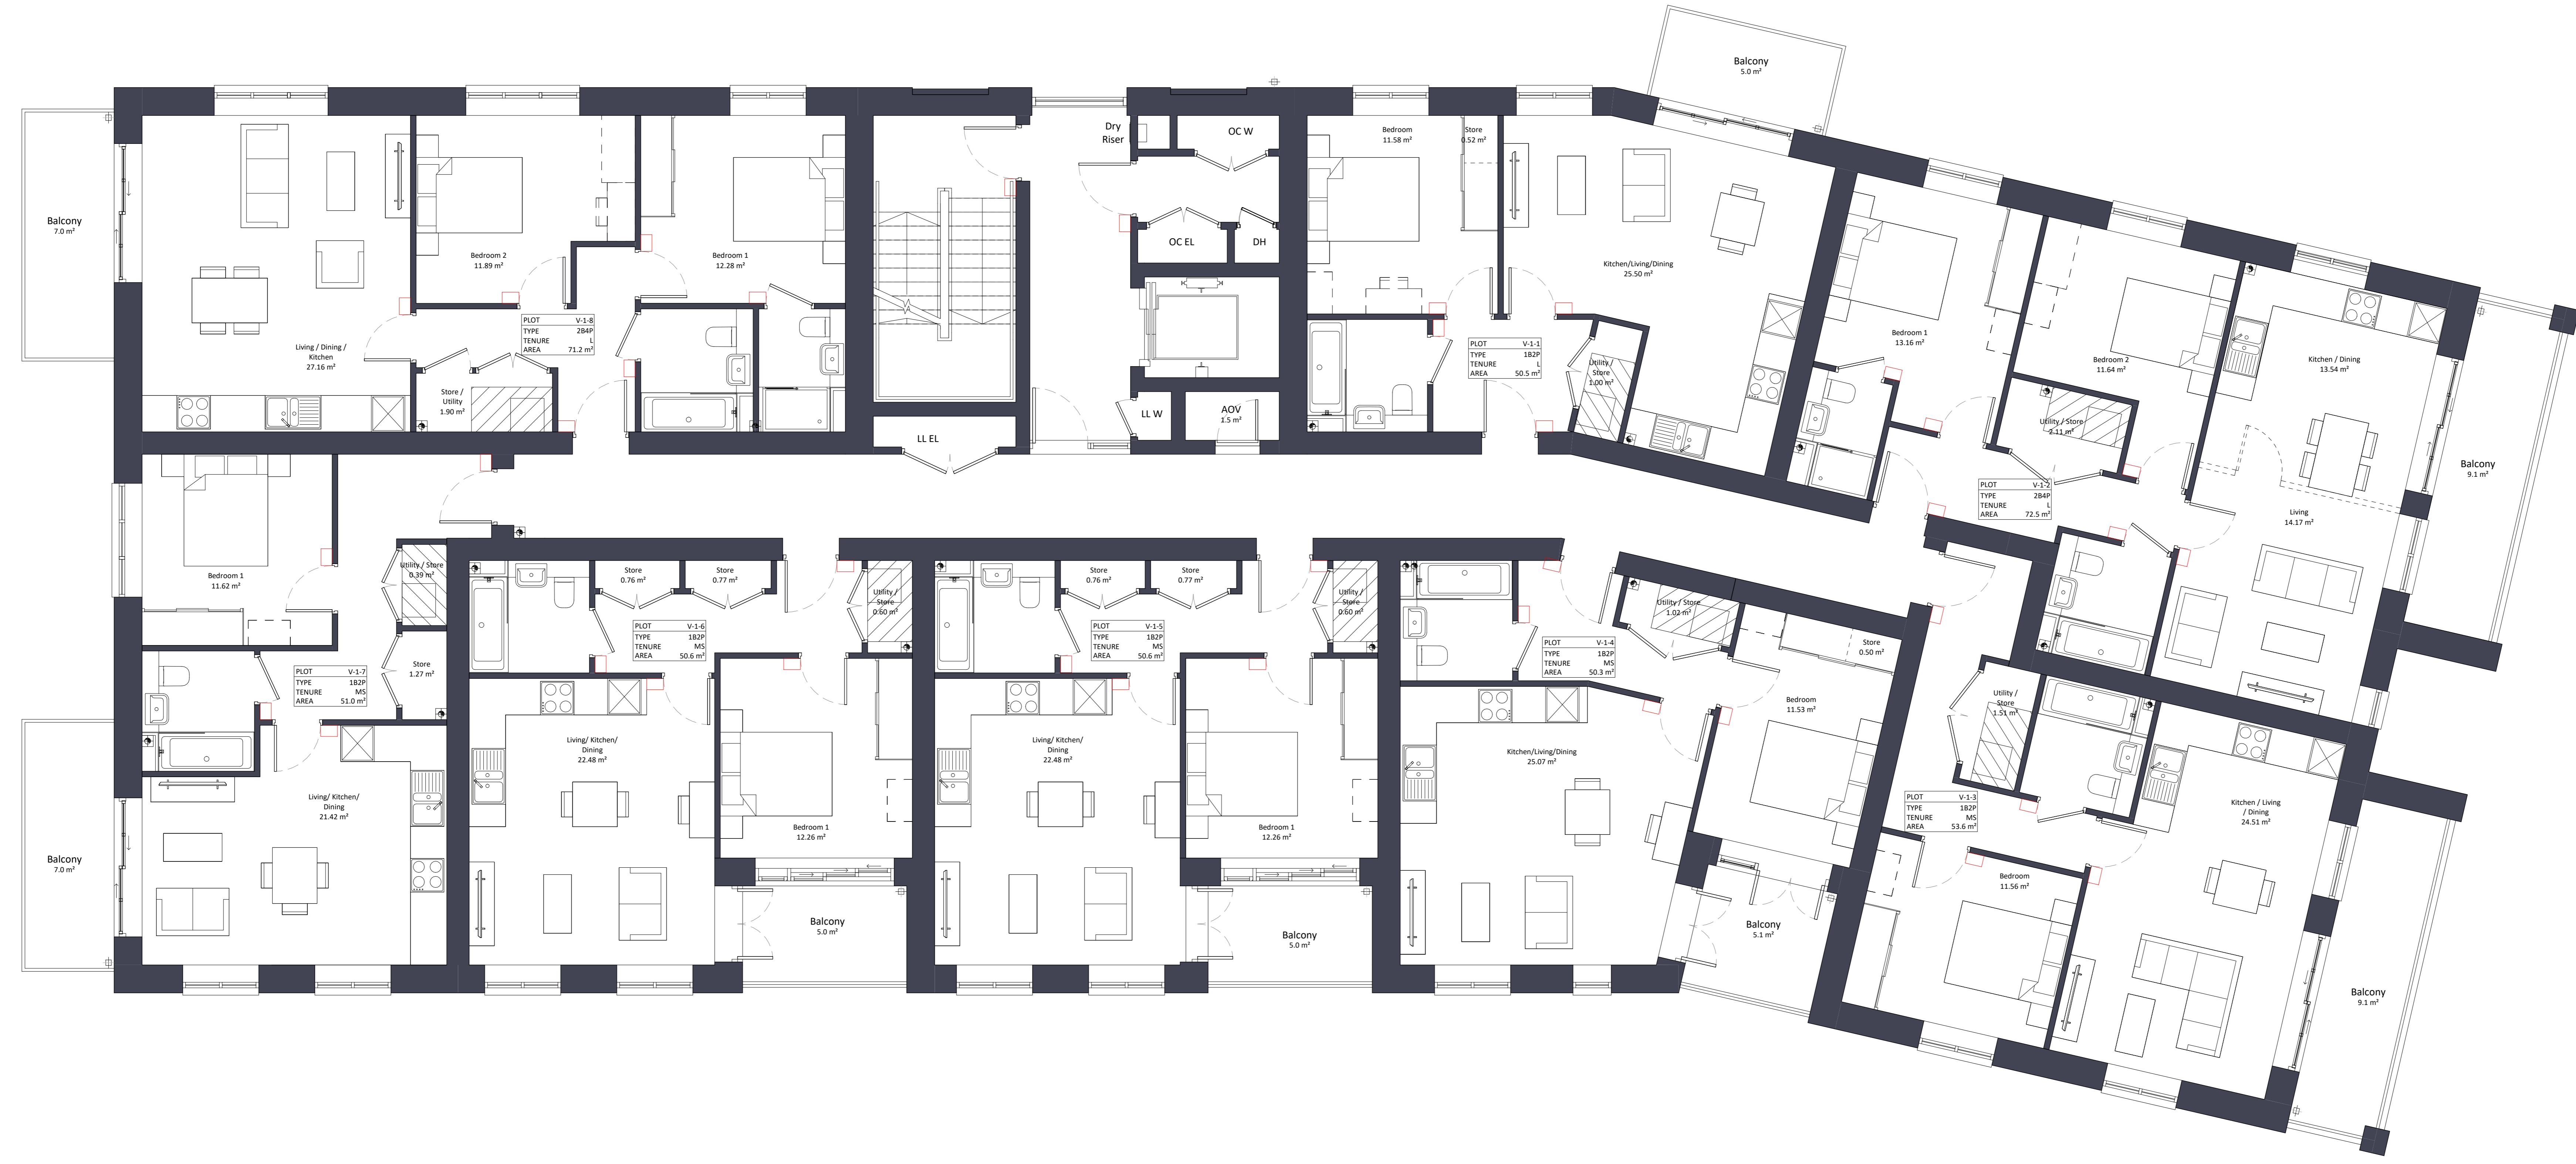 Balcony
5.0 m²
Balcony
7.0 m²
Living / Dining /
Kitchen
27.16 m²
Bedroom 2
11.89 m²
Bedroom 1
12.28 m²
PLOT V-1-8
TYPE 2B4P
TENURE L
AREA 71.2 m²
Store /
Utility
1.90 m²
Dry
Riser
OC W
OC EL
DH
LL W
AOV
1.5 m²
LL EL
Bedroom
11.58 m²
Store
0.52 m²
Kitchen/Living/Dining
25.50 m²
PLOT V-1-1
TYPE 1B2P
TENURE L
AREA 50.5 m²
Utility /
Store
1.00 m²
Bedroom 1
13.16 m²
Bedroom 2
11.64 m²
Utility / Store
2.11 m²
Kitchen / Dining
13.54 m²
Balcony
9.1 m²
PLOT V-1-2
TYPE 2B4P
TENURE L
AREA 72.5 m²
Living
14.17 m²
Bedroom 1
11.62 m²
Utility / Store
0.39 m²
Store
1.27 m²
PLOT V-1-7
TYPE 1B2P
TENURE MS
AREA 51.0 m²
Living/ Kitchen/
Dining
21.42 m²
Balcony
7.0 m²
Store
0.76 m²
Store
0.77 m²
Utility /
Store
0.60 m²
PLOT V-1-6
TYPE 1B2P
TENURE MS
AREA 50.6 m²
Living/ Kitchen/
Dining
22.48 m²
Bedroom 1
12.26 m²
Balcony
5.0 m²
Store
0.76 m²
Store
0.77 m²
Utility /
Store
0.60 m²
PLOT V-1-5
TYPE 1B2P
TENURE MS
AREA 50.6 m²
Living/ Kitchen/
Dining
22.48 m²
Bedroom 1
12.26 m²
Balcony
5.0 m²
Utility / Store
1.02 m²
Store
0.50 m²
PLOT V-1-4
TYPE 1B2P
TENURE MS
AREA 50.3 m²
Bedroom
11.53 m²
Kitchen/Living/Dining
25.07 m²
Balcony
5.1 m²
Utility /
Store
1.51 m²
PLOT V-1-3
TYPE 1B2P
TENURE MS
AREA 53.6 m²
Kitchen / Living
/ Dining
24.51 m²
Bedroom
11.56 m²
Balcony
9.1 m²